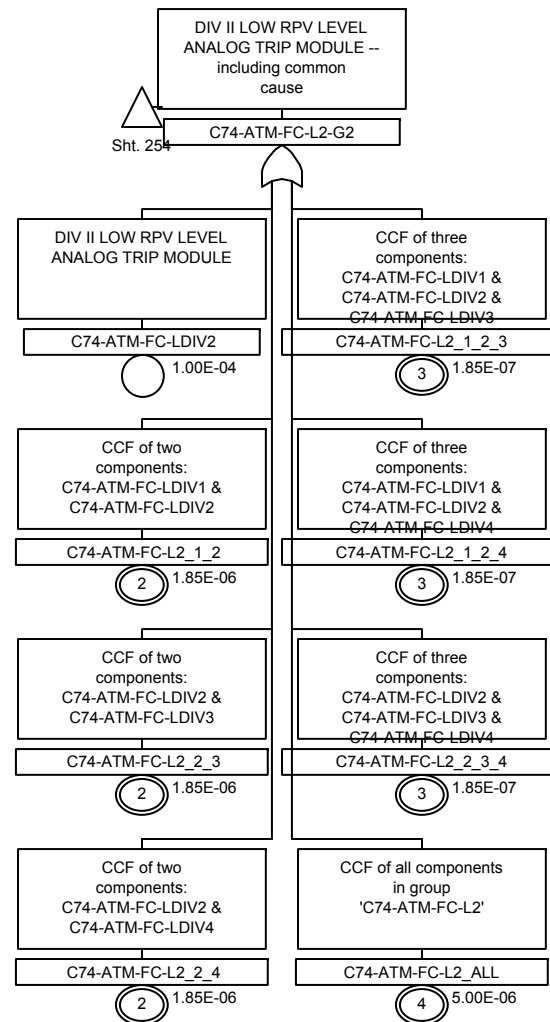 DIV II LOW RPV LEVEL
ANALOG TRIP MODULE --
including common
cause
Sht. 254
C74-ATM-FC-L2-G2
DIV II LOW RPV LEVEL
ANALOG TRIP MODULE
C74-ATM-FC-LDIV2
1.00E-04
CCF of three
components:
C74-ATM-FC-LDIV1 &
C74-ATM-FC-LDIV2 &
C74-ATM-FC-LDIV3
C74-ATM-FC-L2_1_2_3
3
1.85E-07
CCF of two
components:
C74-ATM-FC-LDIV1 &
C74-ATM-FC-LDIV2
C74-ATM-FC-L2_1_2
2
1.85E-06
CCF of three
components:
C74-ATM-FC-LDIV1 &
C74-ATM-FC-LDIV2 &
C74-ATM-FC-LDIV4
C74-ATM-FC-L2_1_2_4
3
1.85E-07
CCF of two
components:
C74-ATM-FC-LDIV2 &
C74-ATM-FC-LDIV3
C74-ATM-FC-L2_2_3
2
1.85E-06
CCF of three
components:
C74-ATM-FC-LDIV2 &
C74-ATM-FC-LDIV3 &
C74-ATM-FC-LDIV4
C74-ATM-FC-L2_2_3_4
3
1.85E-07
CCF of two
components:
C74-ATM-FC-LDIV2 &
C74-ATM-FC-LDIV4
C74-ATM-FC-L2_2_4
2
1.85E-06
CCF of all components
in group
'C74-ATM-FC-L2'
C74-ATM-FC-L2_ALL
4
5.00E-06